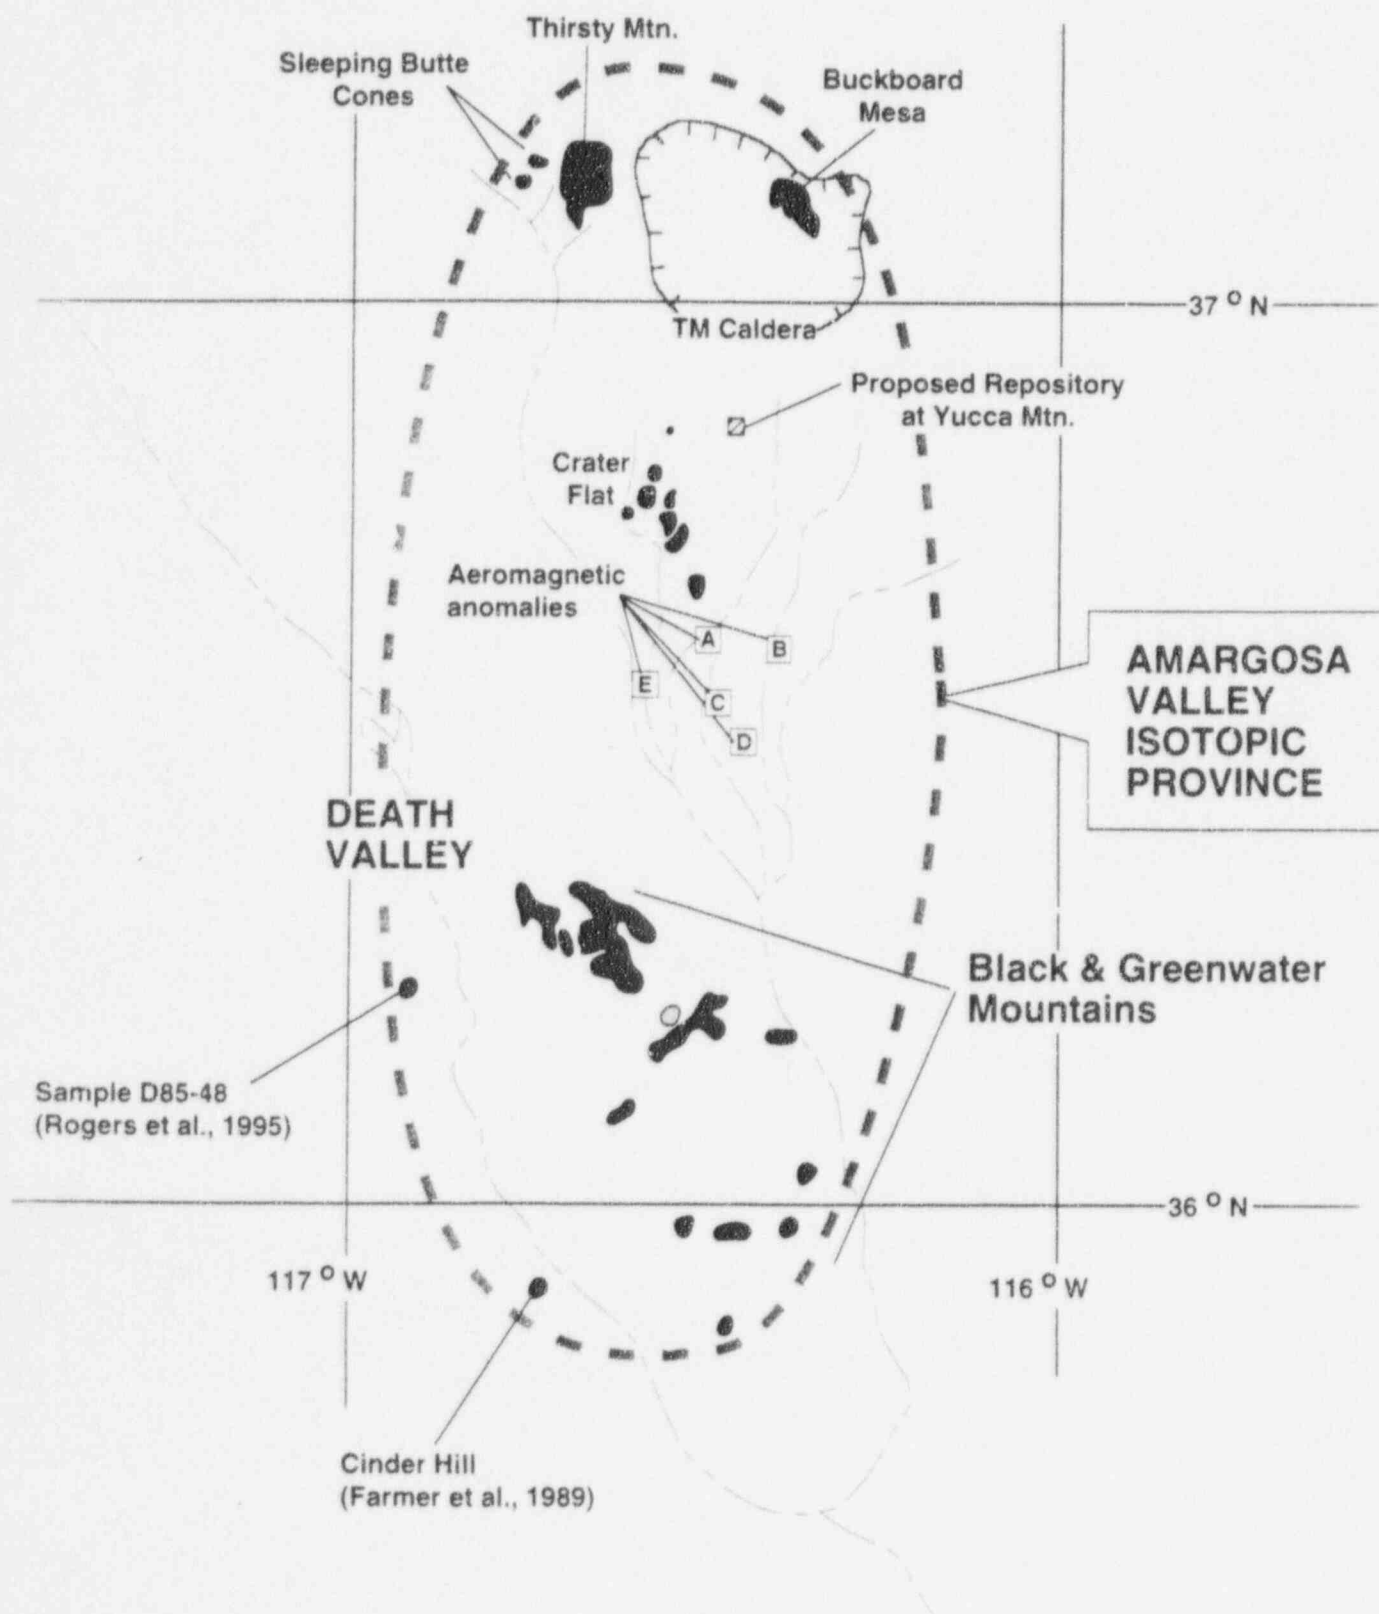 Thirsty Mtn.
Sleeping Butte
Cones
Buckboard
Mesa
37 ° N
TM Caldera
Proposed Repository
at Yucca Mtn.
Crater
Flat
Aeromagnetic
anomalies
A
B
E
C
D
AMARGOSA
VALLEY
ISOTOPIC
PROVINCE
DEATH
VALLEY
Black & Greenwater
Mountains
Sample D85-48
(Rogers et al., 1995)
36 ° N
117 ° W
116 ° W
Cinder Hill
(Farmer et al., 1989)